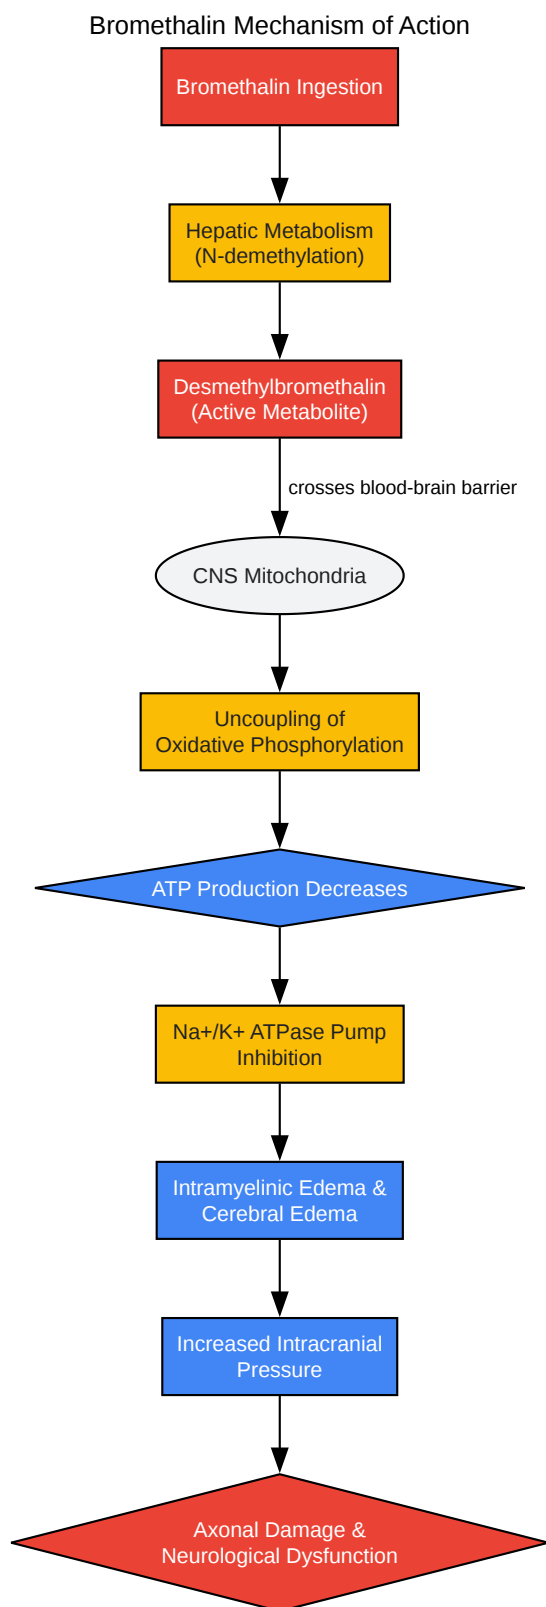 Bromethalin Mechanism of Action
Bromethalin Ingestion
Hepatic Metabolism
(N-demethylation)
Desmethylbromethalin
(Active Metabolite)
crosses blood-brain barrier
CNS Mitochondria
Uncoupling of
Oxidative Phosphorylation
ATP Production Decreases
Na+/K+ ATPase Pump
Inhibition
Intramyelinic Edema &
Cerebral Edema
Increased Intracranial
Pressure
Axonal Damage &
Neurological Dysfunction